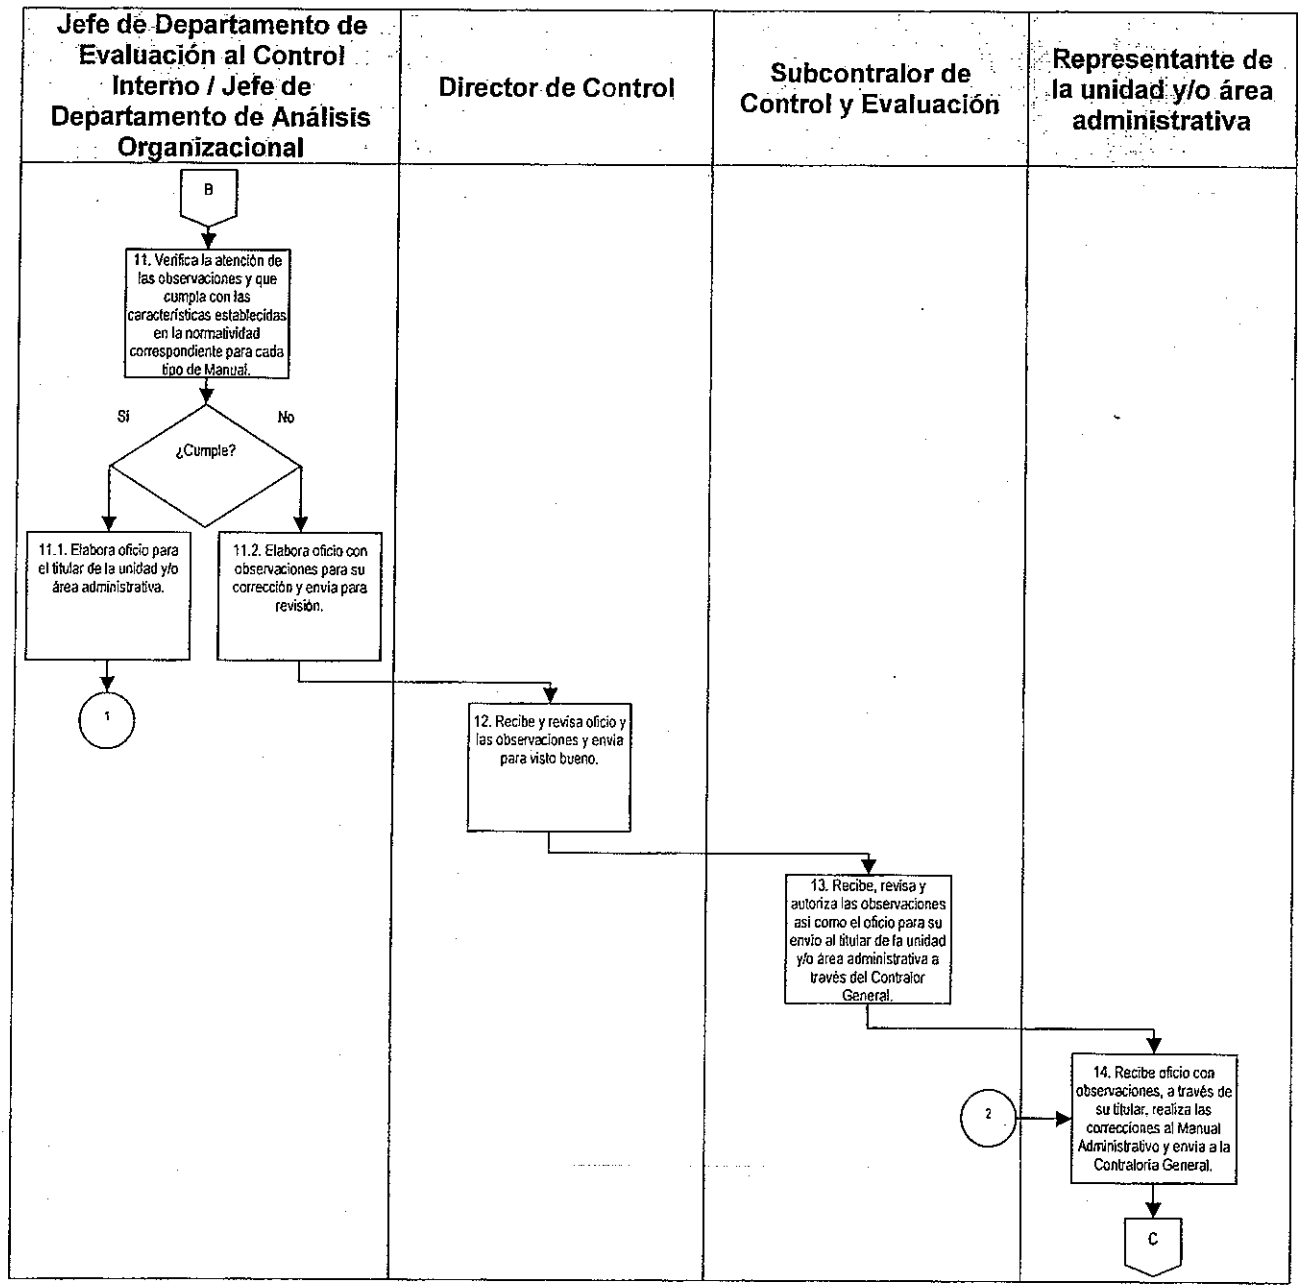 Jefe de Departamento de
Evaluación al Control
Interno / Jefe de
Departamento de Análisis
Organizacional
Director de Control
Subcontralor de
Control y Evaluación
Representante de
la unidad y/o área
administrativa
B
11. Verifica la atención de
las observaciones y que
cumpla con las
características establecidas
en la normatividad
correspondiente para cada
tipo de Manual.
Sí
No
¿Cumple?
11.1. Elabora oficio para
el titular de la unidad y/o
área administrativa.
11.2. Elabora oficio con
observaciones para su
corrección y envia para
revisión.
1
12. Recibe y revisa oficio y
las observaciones y envia
para visto bueno.
13. Recibe, revisa y
autoriza las observaciones
asi como el oficio para su
envio al titular de la unidad
y/o área administrativa a
través del Contralor
General.
14. Recibe oficio con
observaciones, a través de
su titular, realiza las
correcciones al Manual
Administrativo y envia a la
Contraloría General.
2
C